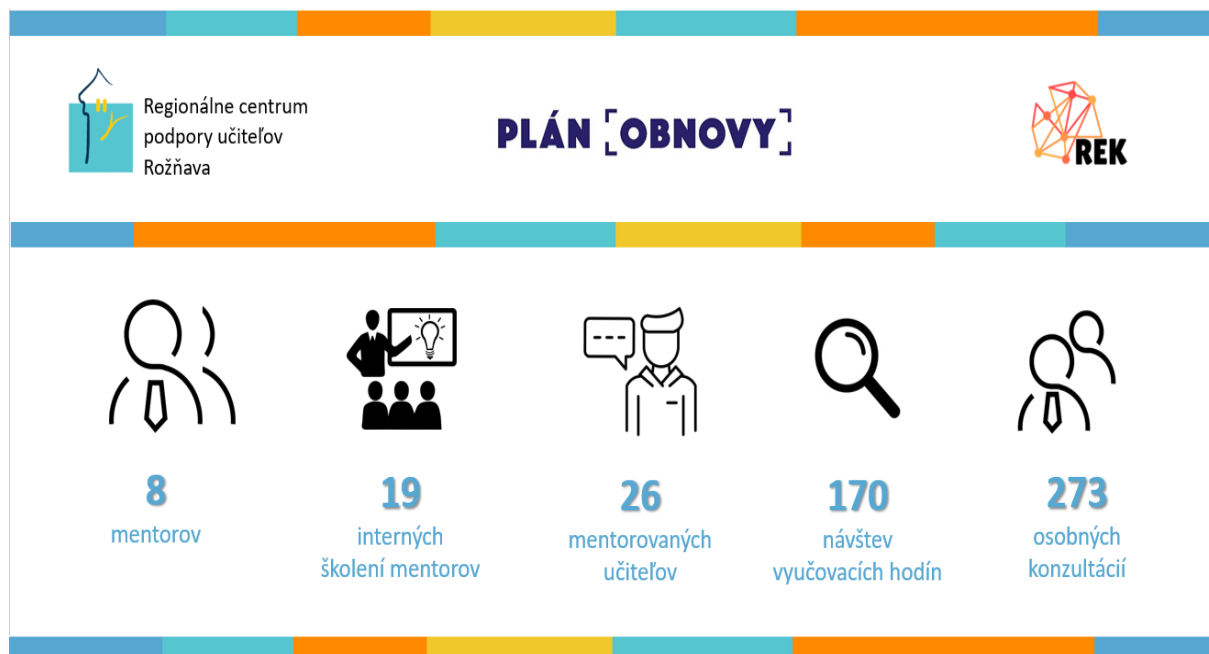 Regionálne centrum
podpory učiteľov
Rožňava
PLÁN [OBNOVY]
REK
8
mentorov
19
interných
školení mentorov
26
mentorovaných
učiteľov
170
návštev
vyučovacích hodín
273
osobných
konzultácií